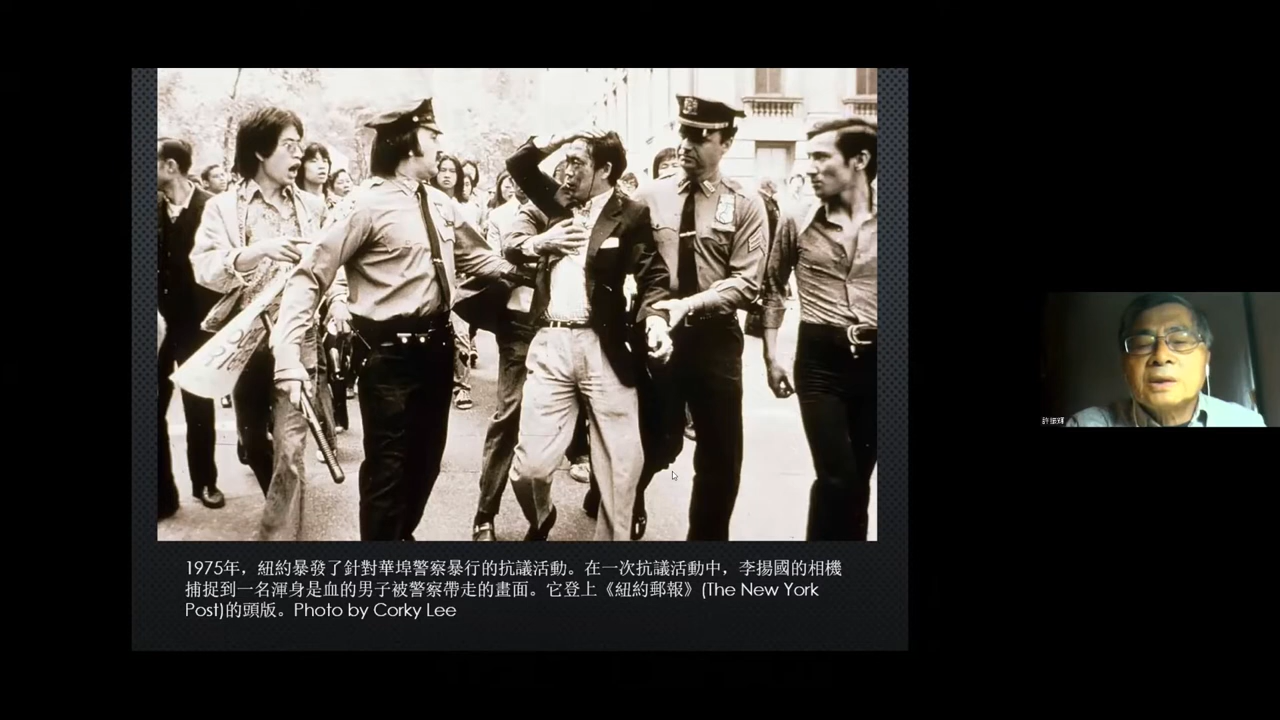 1975年，紐約暴發了針對華埠警察暴行的抗議活動。在一次抗議活動中，李揚國的相機
捕捉到一名渾身是血的男子被警察帶走的畫面。它登上《紐約郵報》(The New York
Post)的頭版。Photo by Corky Lee